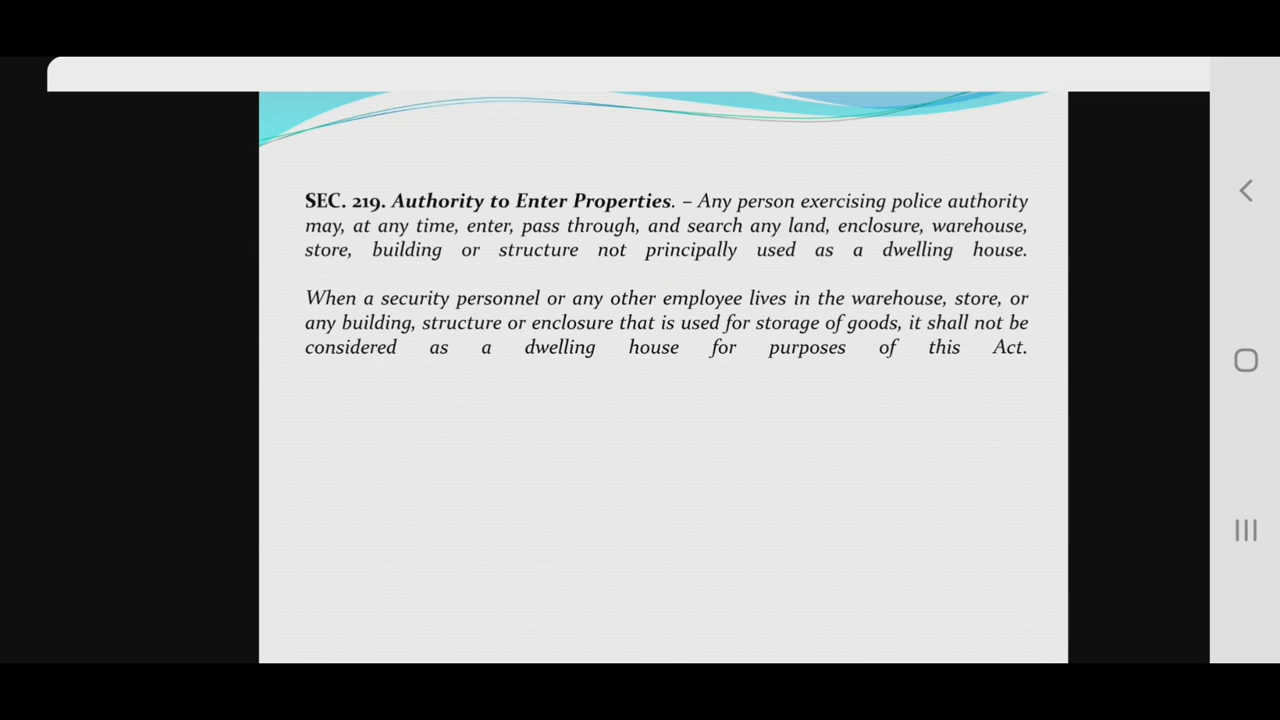 SEC. 219. Authority to Enter Properties. – Any person exercising police authority
may, at any time, enter, pass through, and search any land, enclosure, warehouse,
store, building or structure not principally used as a dwelling house.
When a security personnel or any other employee lives in the warehouse, store, or
any building, structure or enclosure that is used for storage of goods, it shall not be
considered as a dwelling house for purposes of this Act.